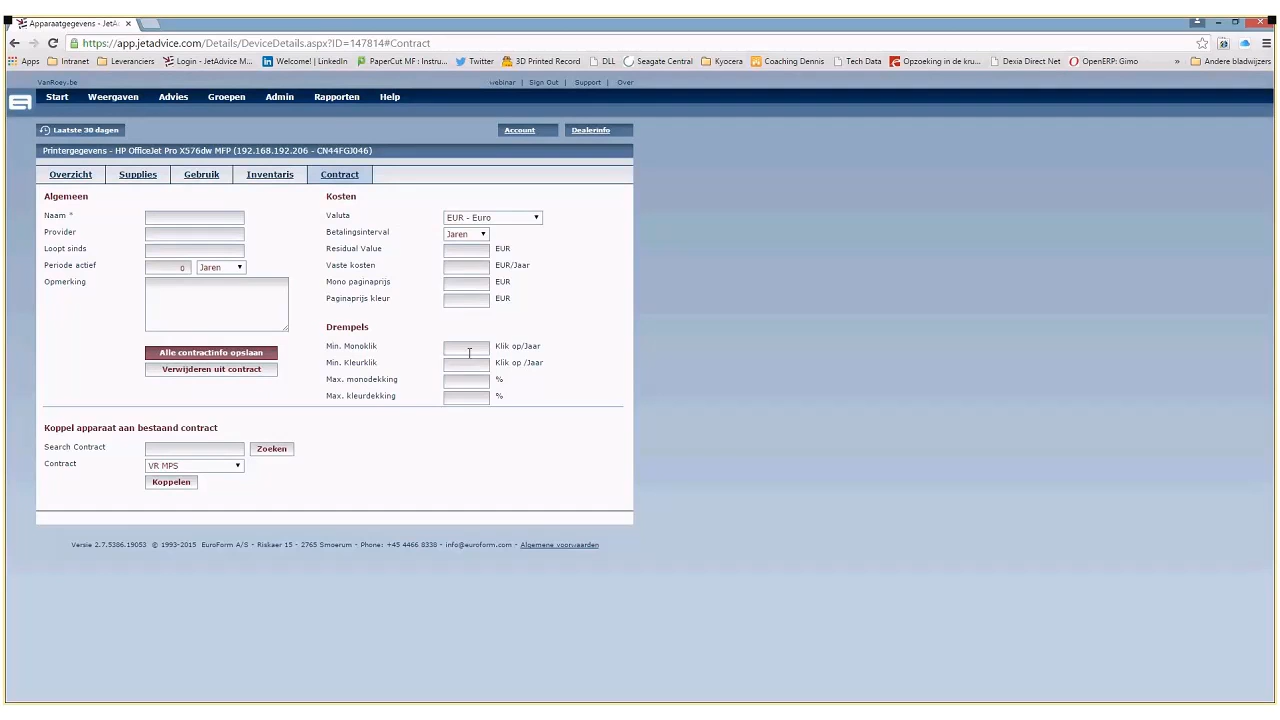 Apparaatgegevens - JetAc
https://app.jetadvice.com/Details/DeviceDetails.aspx?ID=147814#Contract
Apps Intranet Leveranciers Login - JetAdvice M... Welcome! | LinkedIn PaperCut MF : Instru... Twitter 3D Printed Record DLL Seagate Central Kyocera Coaching Dennis Tech Data Opzoeking in de kru... Dexia Direct Net OpenERP: Gimo » Andere bladwijzers
VanRoey.be webinar | Sign Out | Support | Over
Start Weergaven Advies Groepen Admin Rapporten Help
Laatste 30 dagen Account Dealerinfo
Printergegevens - HP OfficeJet Pro X576dw MFP (192.168.192.206 - CN44FGJ046)
Overzicht Supplies Gebruik Inventaris Contract
Algemeen Kosten
Naam * Valuta EUR - Euro
Provider Betalingsinterval Jaren
Loopt sinds Residual Value EUR
Periode actief 0 Jaren Vaste kosten EUR/Jaar
Opmerking Mono paginaprijs EUR
Paginaprijs kleur EUR
Drempels
Min. Monoklik Klik op/Jaar
Alle contractinfo opslaan
Min. Kleurklik Klik op /Jaar
Verwijderen uit contract
Max. monodekking %
Max. kleurdekking %
Koppel apparaat aan bestaand contract
Search Contract Zoeken
Contract VR MPS
Koppelen
Versie 2.7.5386.19053 © 1993-2015 EuroForm A/S - Riskaer 15 - 2765 Smoerum - Phone: +45 4466 8338 - info@euroform.com - Algemene voorwaarden